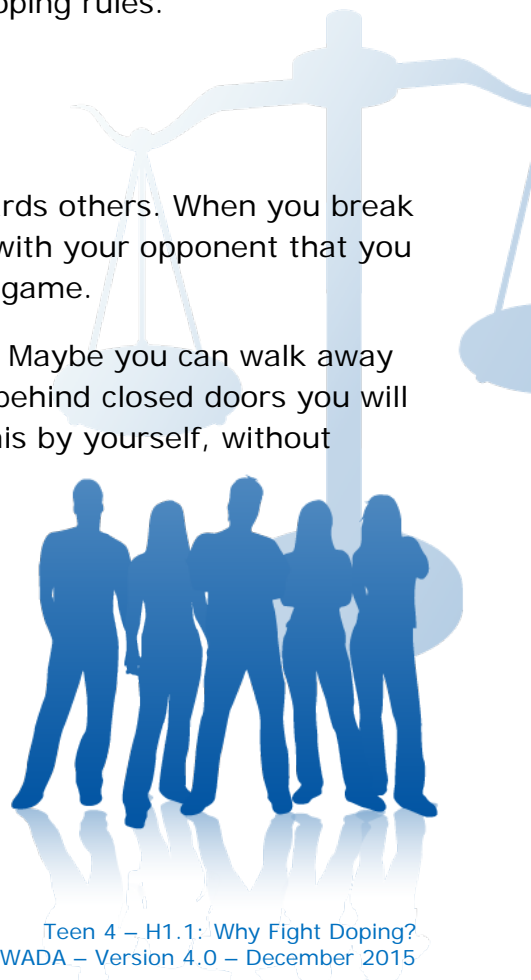 oping rules.
rds others. When you break
with your opponent that you
game.
Maybe you can walk away
behind closed doors you will
is by yourself, without
Teen 4 – H1.1: Why Fight Doping?
WADA – Version 4.0 – December 2015